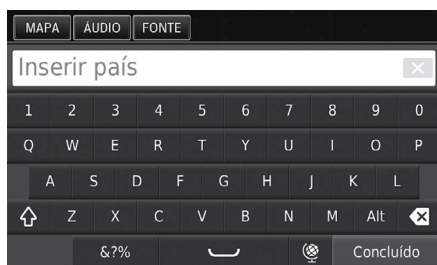 MAPA ÁUDIO FONTE
Inserir país
1 2 3 4 5 6 7 8 9 0
Q W E R T Y U I O P
A S D F G H J K L
Z X C V B N M Alt
&?% Concluído